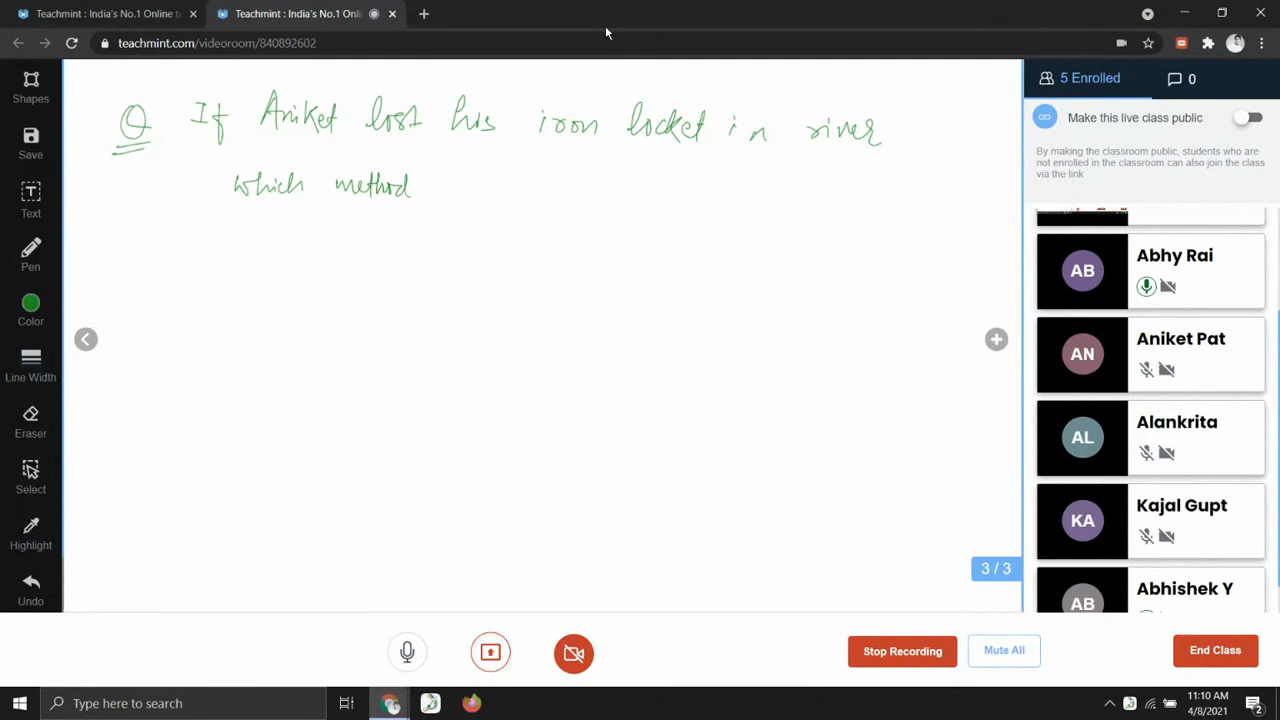 Teachmint : India's No.1 Online
Teachmint : India's No.1 Onli
teachmint.com/videoroom/840892602
Shapes
Save
Text
Pen
Color
Line Width
Eraser
Select
Highlight
Undo
Q If Aniket lost his iron locket in river
which method
3 / 3
5 Enrolled
0
Make this live class public
By making the classroom public, students who are
not enrolled in the classroom can also join the class
via the link
AB Abhy Rai
AN Aniket Pat
AL Alankrita
KA Kajal Gupt
AB Abhishek Y
Stop Recording
Mute All
End Class
Type here to search
11:10 AM
4/8/2021
2